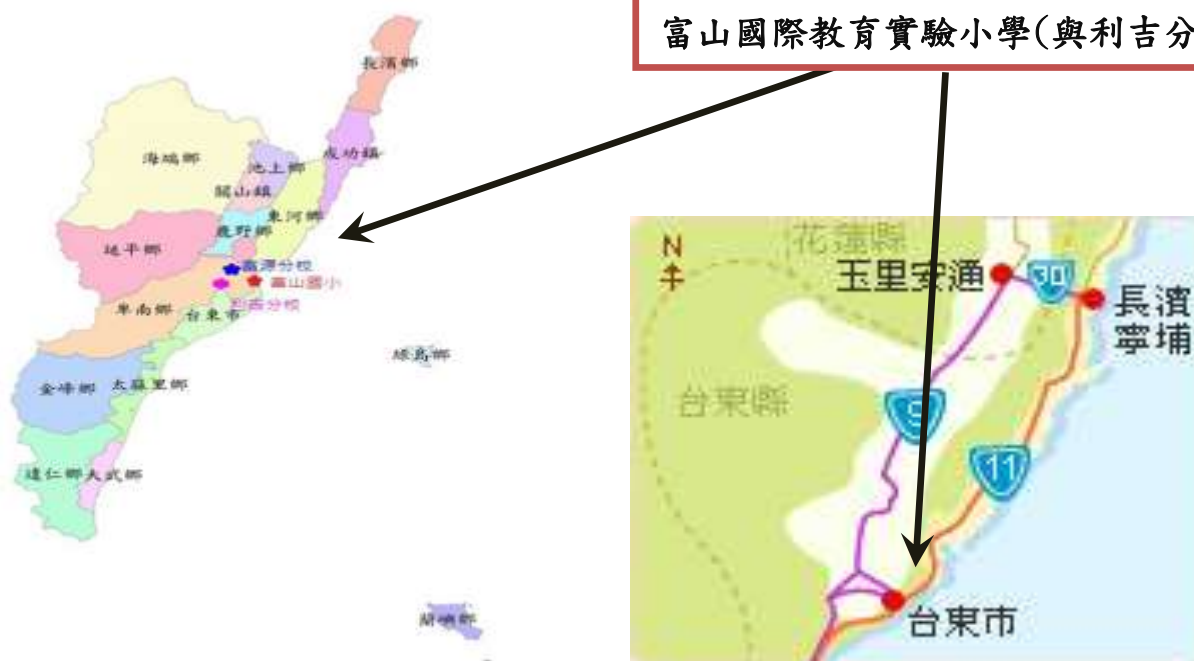 富山國際教育實驗小學(與利吉分
長濱鄉
海端鄉
池上鄉
成功鎮
關山鎮
東河鄉
鹿野鄉
延平鄉
富源分校
富山國小
利吉分校
卑南鄉
台東市
綠島鄉
金峰鄉
太麻里鄉
達仁鄉
大武鄉
蘭嶼鄉
N
花蓮縣
玉里安通
30
長濱
寧埔
台東縣
9
11
台東市